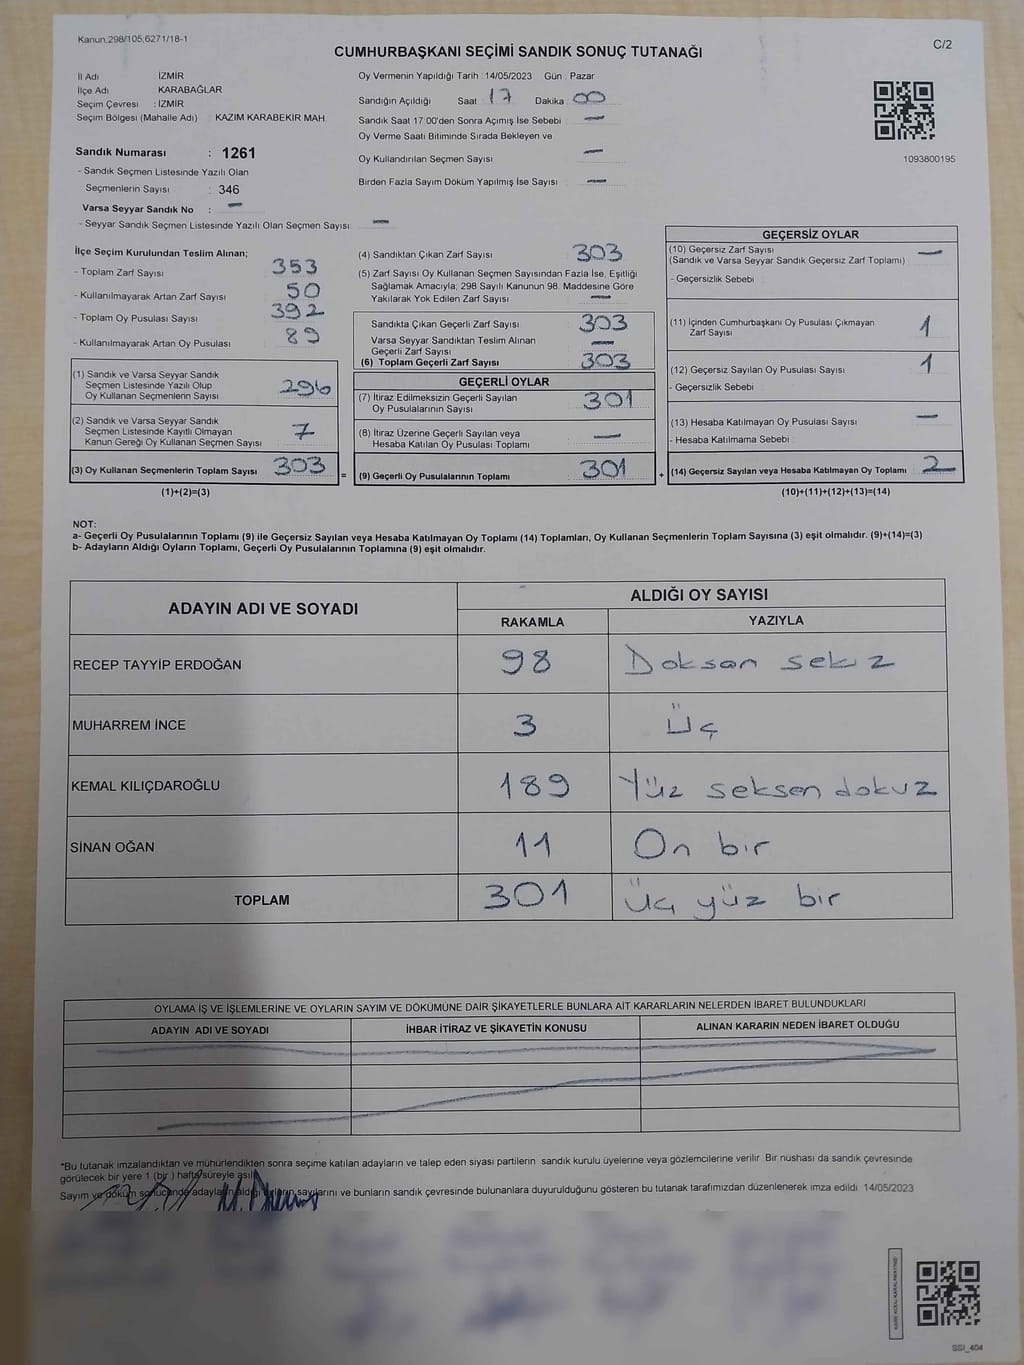 Kanun,298/105,6271/18-1
CUMHURBAŞKANI SEÇİMİ SANDIK SONUÇ TUTANAĞI
C/2
İl Adı İZMİR
İlçe Adı KARABAĞLAR
Seçim Çevresi : İZMİR
Seçim Bölgesi (Mahalle Adı) KAZIM KARABEKİR MAH.
Sandık Numarası : 1261
- Sandık Seçmen Listesinde Yazılı Olan
Seçmenlerin Sayısı : 346
Varsa Seyyar Sandık No : —
- Seyyar Sandık Seçmen Listesinde Yazılı Olan Seçmen Sayısı: —
Oy Vermenin Yapıldığı Tarih : 14/05/2023 Gün : Pazar
Sandığın Açıldığı Saat 17 Dakika 00
Sandık Saat 17:00'den Sonra Açımış İse Sebebi : —
Oy Verme Saati Bitiminde Sırada Bekleyen ve
Oy Kullandırılan Seçmen Sayısı —
Birden Fazla Sayım Döküm Yapılmış İse Sayısı : —
1093800195
İlçe Seçim Kurulundan Teslim Alınan;
- Toplam Zarf Sayısı 353
- Kullanılmayarak Artan Zarf Sayısı : 50
- Toplam Oy Pusulası Sayısı : 392
- Kullanılmayarak Artan Oy Pusulası : 89
(1) Sandık ve Varsa Seyyar Sandık
Seçmen Listesinde Yazılı Olup
Oy Kullanan Seçmenlerin Sayısı 296
(2) Sandık ve Varsa Seyyar Sandık
Seçmen Listesinde Kayıtlı Olmayan
Kanun Gereği Oy Kullanan Seçmen Sayısı 7
(3) Oy Kullanan Seçmenlerin Toplam Sayısı 303
=
(1)+(2)=(3)
(4) Sandıktan Çıkan Zarf Sayısı 303
(5) Zarf Sayısı Oy Kullanan Seçmen Sayısından Fazla İse, Eşitliği
Sağlamak Amacıyla; 298 Sayılı Kanunun 98. Maddesine Göre
Yakılarak Yok Edilen Zarf Sayısı : —
Sandıkta Çıkan Geçerli Zarf Sayısı 303
Varsa Seyyar Sandıktan Teslim Alınan
Geçerli Zarf Sayısı —
(6) Toplam Geçerli Zarf Sayısı 303
GEÇERLİ OYLAR
(7) İtiraz Edilmeksizin Geçerli Sayılan
Oy Pusulalarının Sayısı 301
(8) İtiraz Üzerine Geçerli Sayılan veya
Hesaba Katılan Oy Pusulası Toplamı —
(9) Geçerli Oy Pusulalarının Toplamı 301
+
GEÇERSİZ OYLAR
(10) Geçersiz Zarf Sayısı —
(Sandık ve Varsa Seyyar Sandık Geçersiz Zarf Toplamı)
- Geçersizlik Sebebi
(11) İçinden Cumhurbaşkanı Oy Pusulası Çıkmayan
Zarf Sayısı 1
(12) Geçersiz Sayılan Oy Pusulası Sayısı 1
- Geçersizlik Sebebi
(13) Hesaba Katılmayan Oy Pusulası Sayısı —
- Hesaba Katılmama Sebebi
(14) Geçersiz Sayılan veya Hesaba Katılmayan Oy Toplamı 2
(10)+(11)+(12)+(13)=(14)
NOT:
a- Geçerli Oy Pusulalarının Toplamı (9) ile Geçersiz Sayılan veya Hesaba Katılmayan Oy Toplamı (14) Toplamları, Oy Kullanan Seçmenlerin Toplam Sayısına (3) eşit olmalıdır. (9)+(14)=(3)
b- Adayların Aldığı Oyların Toplamı, Geçerli Oy Pusulalarının Toplamına (9) eşit olmalıdır.
ADAYIN ADI VE SOYADI
ALDIĞI OY SAYISI
RAKAMLA YAZIYLA
RECEP TAYYİP ERDOĞAN 98 Doksan sekiz
MUHARREM İNCE 3 Üç
KEMAL KILIÇDAROĞLU 189 Yüz seksen dokuz
SİNAN OĞAN 11 On bir
TOPLAM 301 Üç yüz bir
OYLAMA İŞ VE İŞLEMLERİNE VE OYLARIN SAYIM VE DÖKÜMÜNE DAİR ŞİKAYETLERLE BUNLARA AİT KARARLARIN NELERDEN İBARET BULUNDUKLARI
ADAYIN ADI VE SOYADI İHBAR İTİRAZ VE ŞİKAYETİN KONUSU ALINAN KARARIN NEDEN İBARET OLDUĞU
*Bu tutanak imzalandıktan ve mühürlendikten sonra seçime katılan adayların ve talep eden siyasi partilerin sandık kurulu üyelerine veya gözlemcilerine verilir. Bir nüshası da sandık çevresinde
görülecek bir yere 1 (bir ) hafta süreyle asılır.
Sayım ve döküm sonucunda adayların aldığı oyların sayılarını ve bunların sandık çevresinde bulunanlara duyurulduğunu gösteren bu tutanak tarafımızdan düzenlenerek imza edildi. 14/05/2023
SSI_404